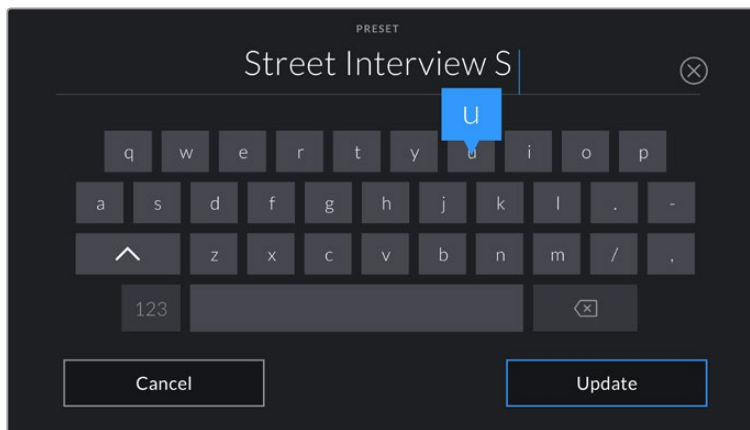 PRESET
Street Interview S
u
q w e r t y u i o p
a s d f g h j k l . -
z x c v b n m / ,
123
Cancel Update